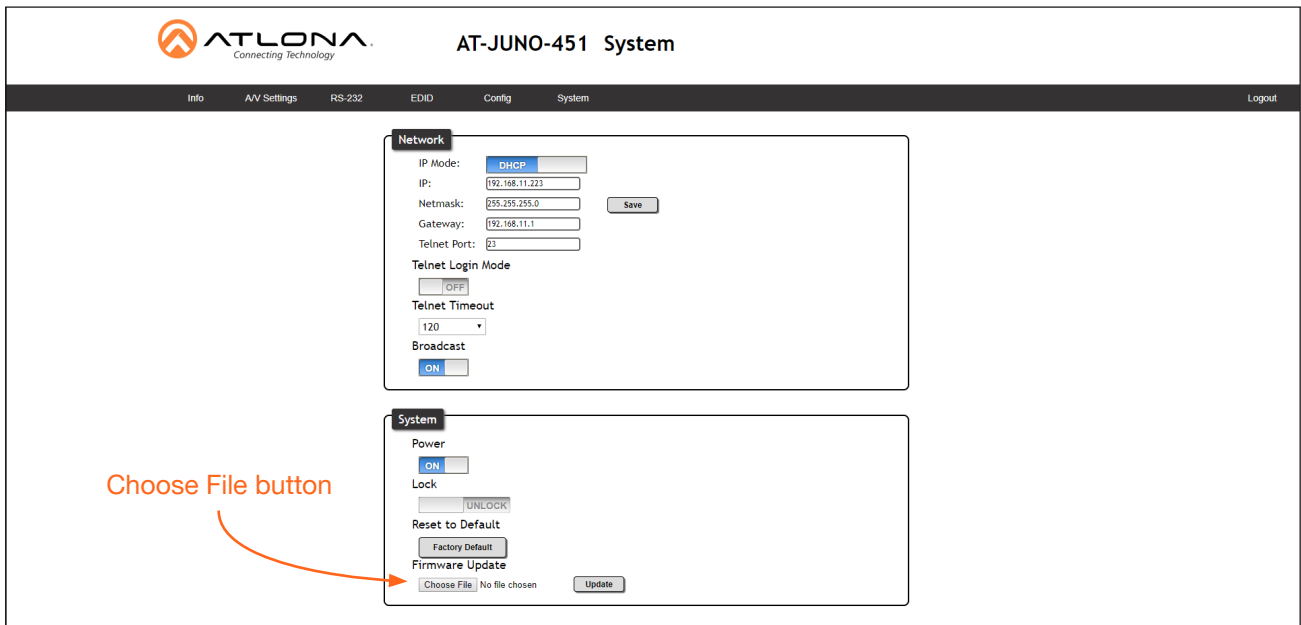 ATLONA.
Connecting Technology
AT-JUNO-451 System
Info A/V Settings RS-232 EDID Config System Logout
Network
IP Mode: DHCP
IP: 192.168.11.223
Netmask: 255.255.255.0 Save
Gateway: 192.168.11.1
Telnet Port: 23
Telnet Login Mode
OFF
Telnet Timeout
120
Broadcast
ON
System
Power
ON
Lock
UNLOCK
Reset to Default
Factory Default
Firmware Update
Choose File No file chosen Update
Choose File button